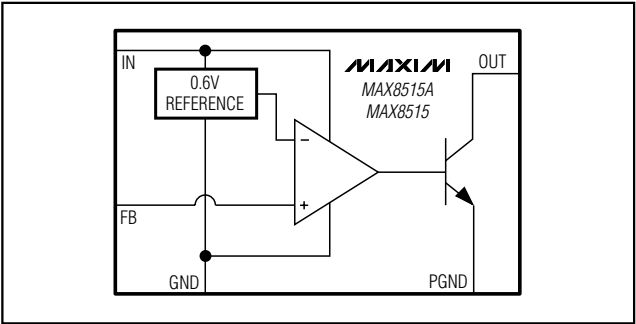 IN
0.6V
REFERENCE
MAXIM
MAX8515A
MAX8515
OUT
−
+
FB
GND
PGND